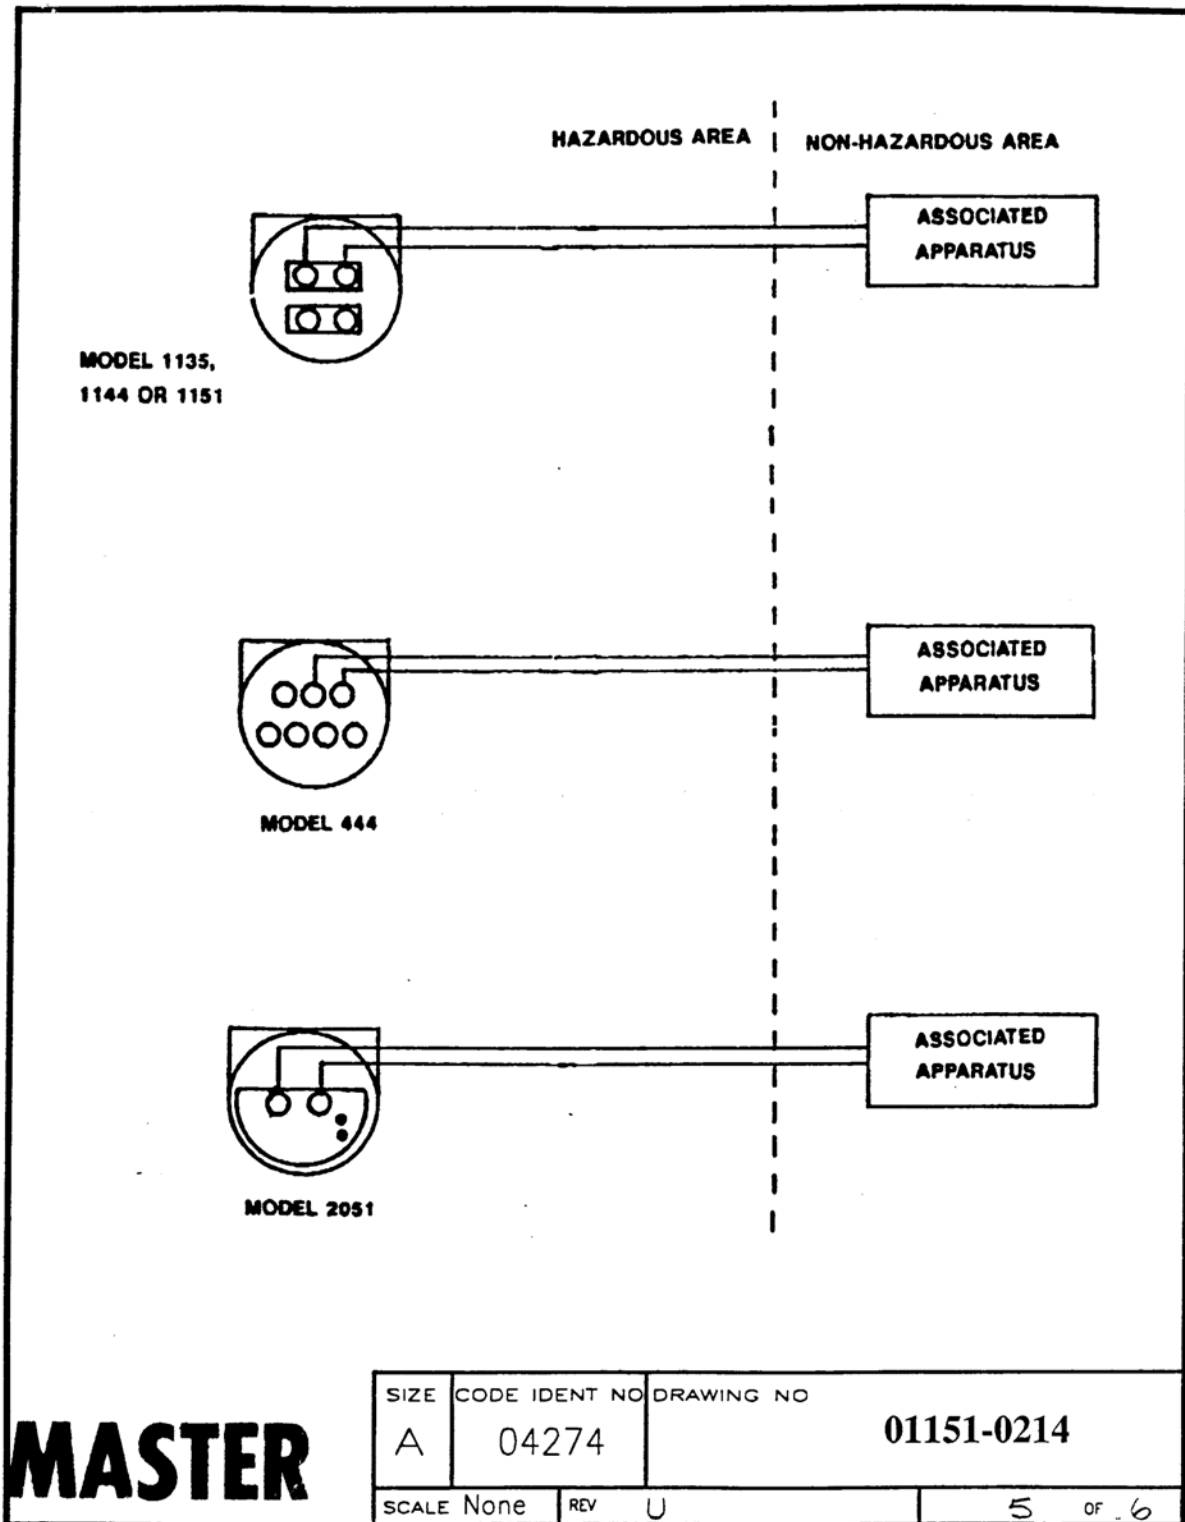 HAZARDOUS AREA
NON-HAZARDOUS AREA
ASSOCIATED
APPARATUS
MODEL 1135,
1144 OR 1151
ASSOCIATED
APPARATUS
MODEL 444
ASSOCIATED
APPARATUS
MODEL 2051
MASTER
SIZE
A
CODE IDENT NO
04274
DRAWING NO
01151-0214
SCALE None
REV U
5 OF 6